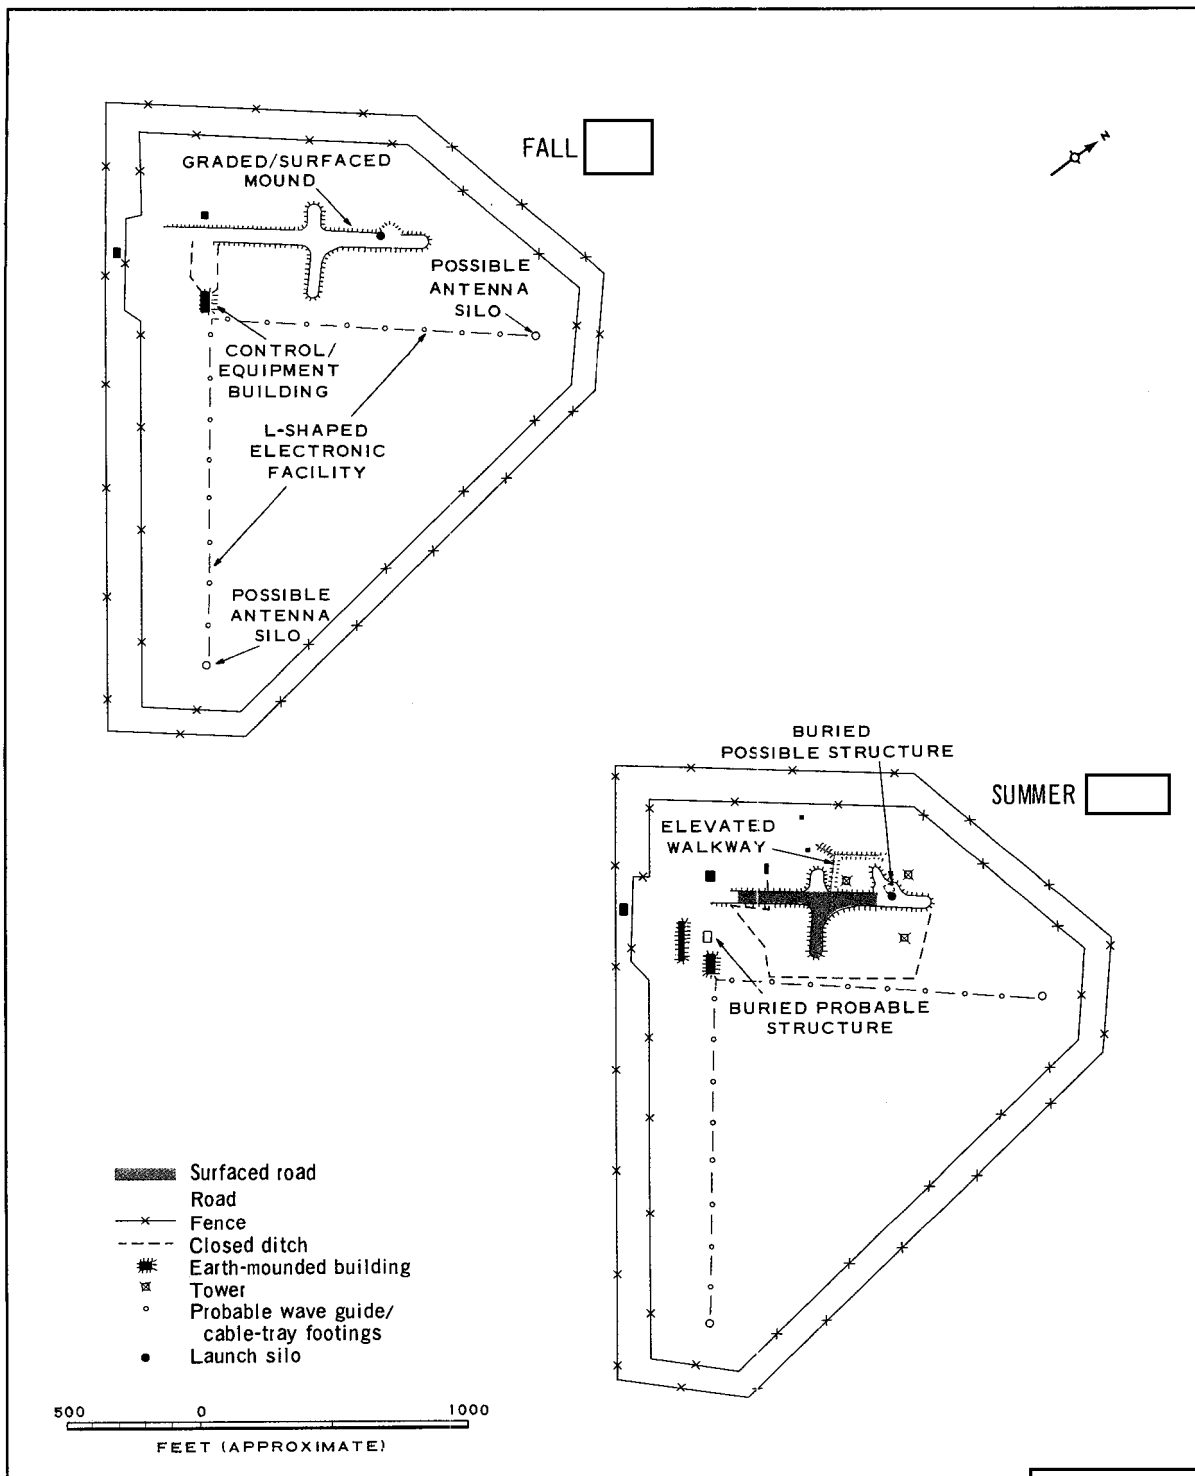 FALL
N
GRADED/SURFACED
MOUND
POSSIBLE
ANTENNA
SILO
CONTROL/
EQUIPMENT
BUILDING
L-SHAPED
ELECTRONIC
FACILITY
POSSIBLE
ANTENNA
SILO
BURIED
POSSIBLE STRUCTURE
SUMMER
ELEVATED
WALKWAY
BURIED PROBABLE
STRUCTURE
Surfaced road
Road
Fence
Closed ditch
Earth-mounded building
Tower
Probable wave guide/
cable-tray footings
Launch silo
500 0 1000
FEET (APPROXIMATE)